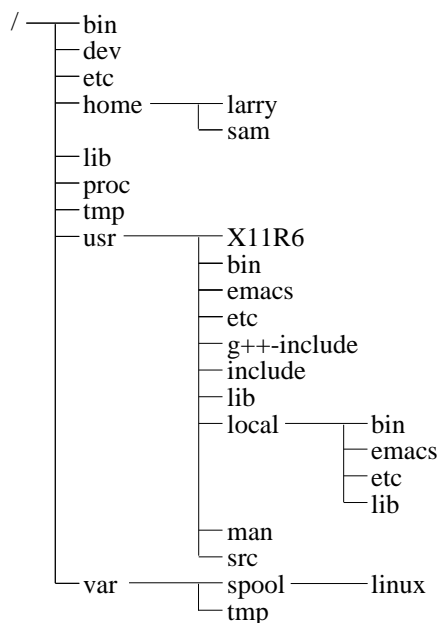 / bin
dev
etc
home larry
sam
lib
proc
tmp
usr X11R6
bin
emacs
etc
g++-include
include
lib
local bin
emacs
etc
lib
man
src
var spool linux
tmp